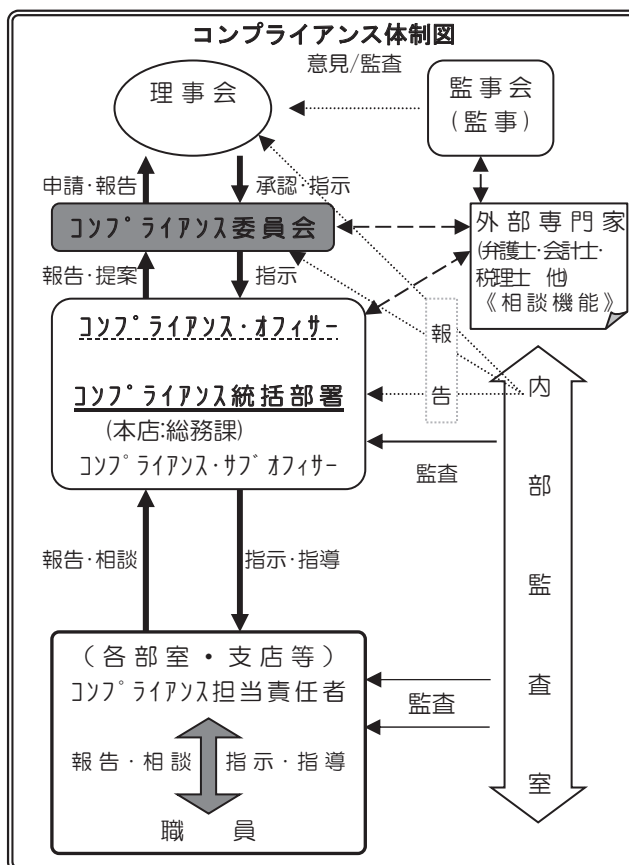 コンプライアンス体制図
意見/監査
理事会
監事会
(監事)
申請・報告
承認・指示
コンプライアンス委員会
外部専門家
(弁護士・会計士・
税理士 他)
《相談機能》
報告・提案
指示
コンプライアンス・オフィサー
コンプライアンス統括部署
(本店:総務課)
コンプライアンス・サブオフィサー
報告
監査
内部監査室
報告・相談
指示・指導
(各部室・支店等)
コンプライアンス担当責任者
監査
報告・相談
指示・指導
職員